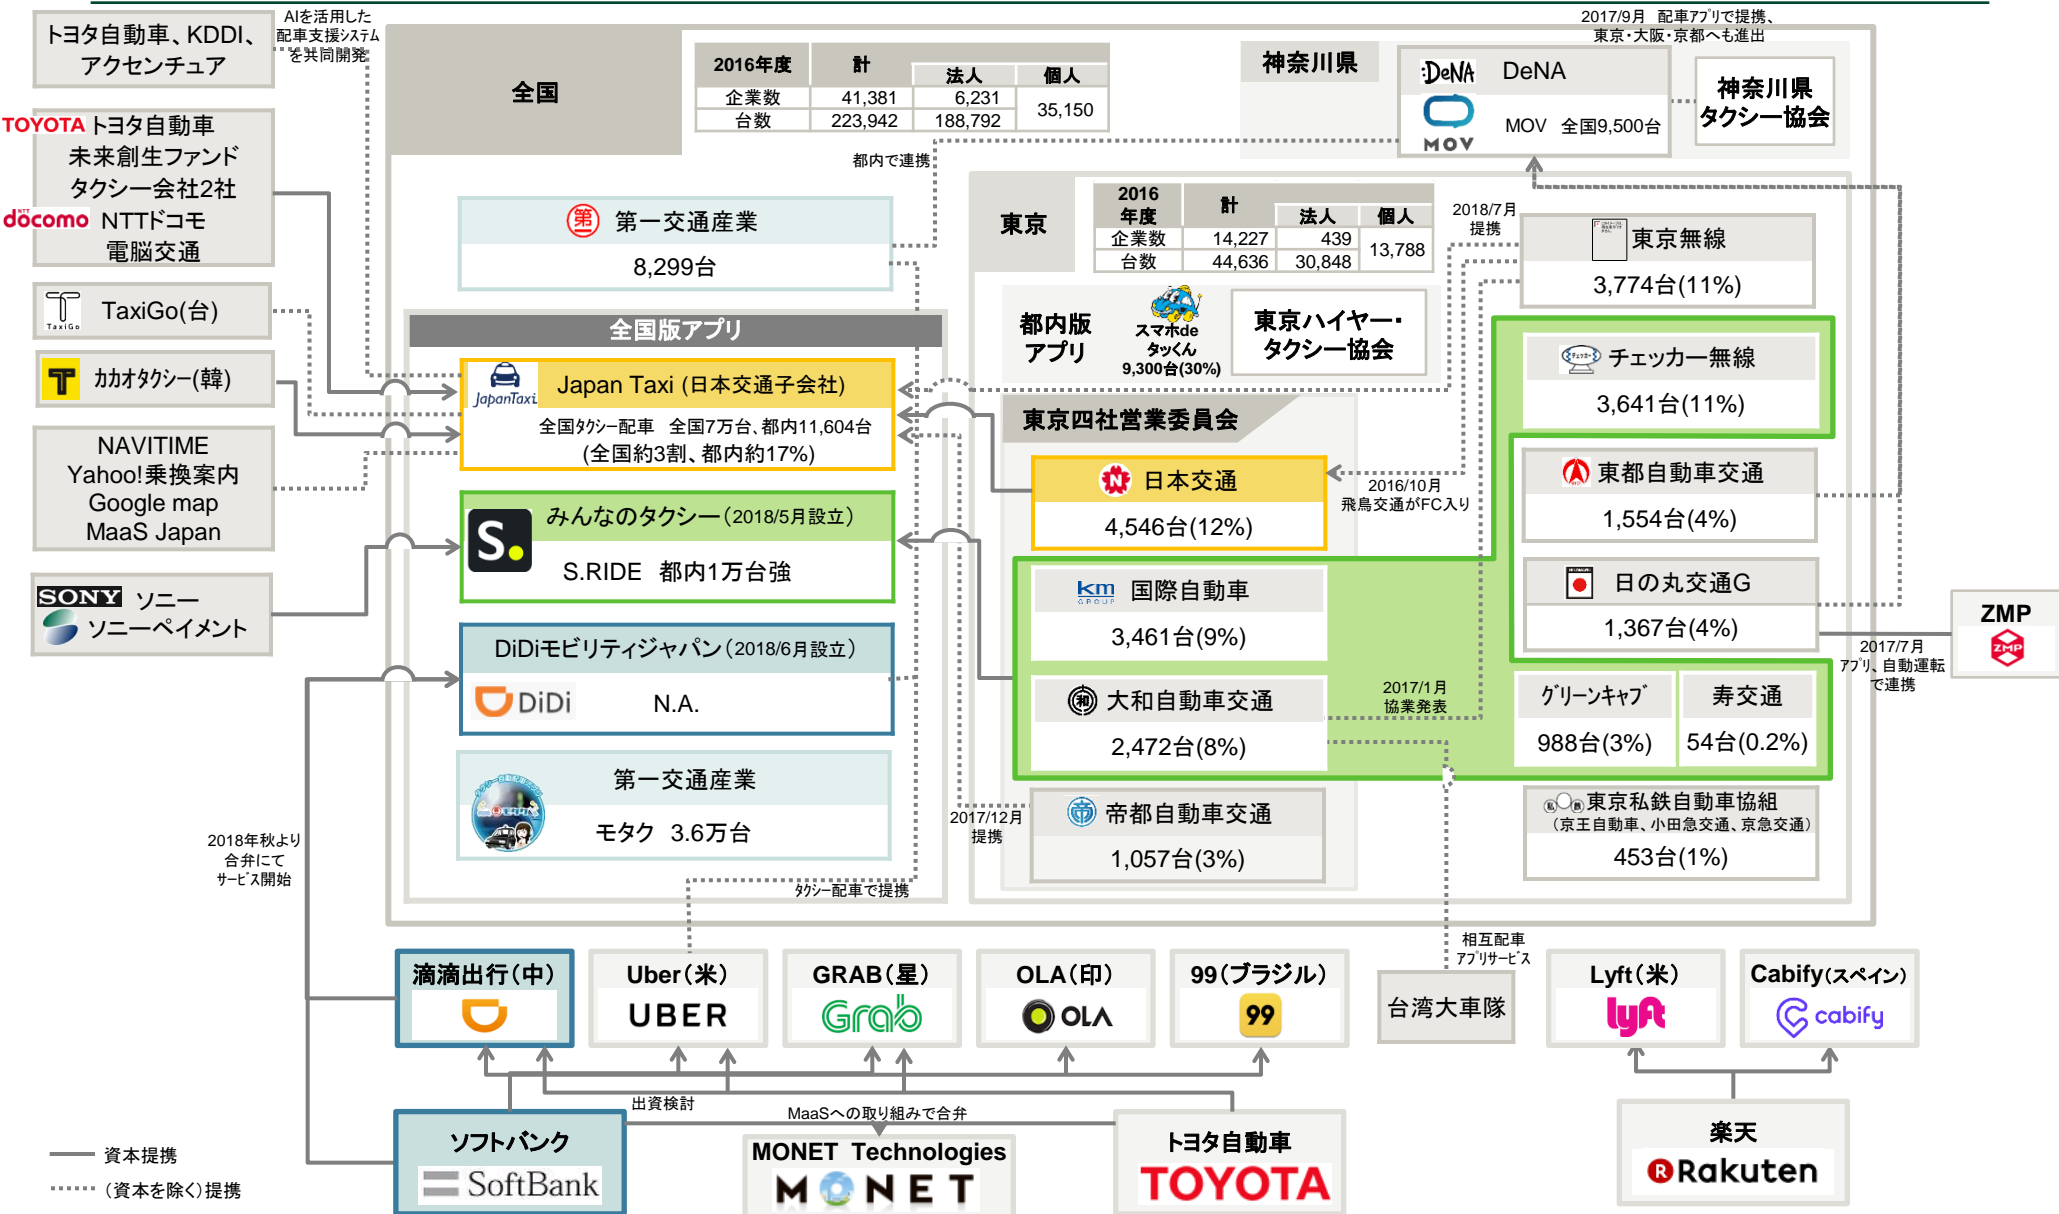 トヨタ自動車、KDDI、
アクセンチュア
AIを活用した
配車支援システム
を共同開発
TOYOTA トヨタ自動車
未来創生ファンド
タクシー会社2社
NTT docomo NTTドコモ
電脳交通
TaxiGo TaxiGo(台)
T カカオタクシー(韓)
NAVITIME
Yahoo!乗換案内
Google map
MaaS Japan
SONY ソニー
ソニーペイメント
2018年秋より
合弁にて
サービス開始
全国
2016年度 計 法人 個人
企業数 41,381 6,231 35,150
台数 223,942 188,792
都内で連携
第一 第一交通産業
8,299台
全国版アプリ
JapanTaxi Japan Taxi (日本交通子会社)
全国タクシー配車 全国7万台、都内11,604台
(全国約3割、都内約17%)
S. みんなのタクシー(2018/5月設立)
S.RIDE 都内1万台強
DiDiモビリティジャパン(2018/6月設立)
DiDi N.A.
第一交通産業
モタク 3.6万台
タクシー配車で提携
2017/9月 配車アプリで提携、
東京・大阪・京都へも進出
神奈川県
:DeNA DeNA
MOV MOV 全国9,500台
神奈川県
タクシー協会
東京
2016
年度 計 法人 個人
企業数 14,227 439 13,788
台数 44,636 30,848
2018/7月
提携
都内版
アプリ
スマホde
タッくん
9,300台(30%)
東京ハイヤー・
タクシー協会
東京四社営業委員会
N 日本交通
4,546台(12%)
2016/10月
飛鳥交通がFC入り
km GROUP 国際自動車
3,461台(9%)
和 大和自動車交通
2,472台(8%)
2017/1月
協業発表
2017/12月
提携
帝 帝都自動車交通
1,057台(3%)
東京無線
3,774台(11%)
チェッカー チェッカー無線
3,641台(11%)
東都自動車交通
1,554台(4%)
日の丸交通G
1,367台(4%)
グリーンキャブ
988台(3%)
寿交通
54台(0.2%)
私 鉄 東京私鉄自動車協組
(京王自動車、小田急交通、京急交通)
453台(1%)
ZMP
ZMP
2017/7月
アプリ、自動運転
で連携
相互配車
アプリサービス
滴滴出行(中)
Uber(米)
UBER
GRAB(星)
Grab
OLA(印)
OLA
99(ブラジル)
99
台湾大車隊
Lyft(米)
lyft
Cabify(スペイン)
cabify
出資検討
MaaSへの取り組みで合弁
ソフトバンク
SoftBank
MONET Technologies
MONET
トヨタ自動車
TOYOTA
楽天
R Rakuten
資本提携
(資本を除く)提携